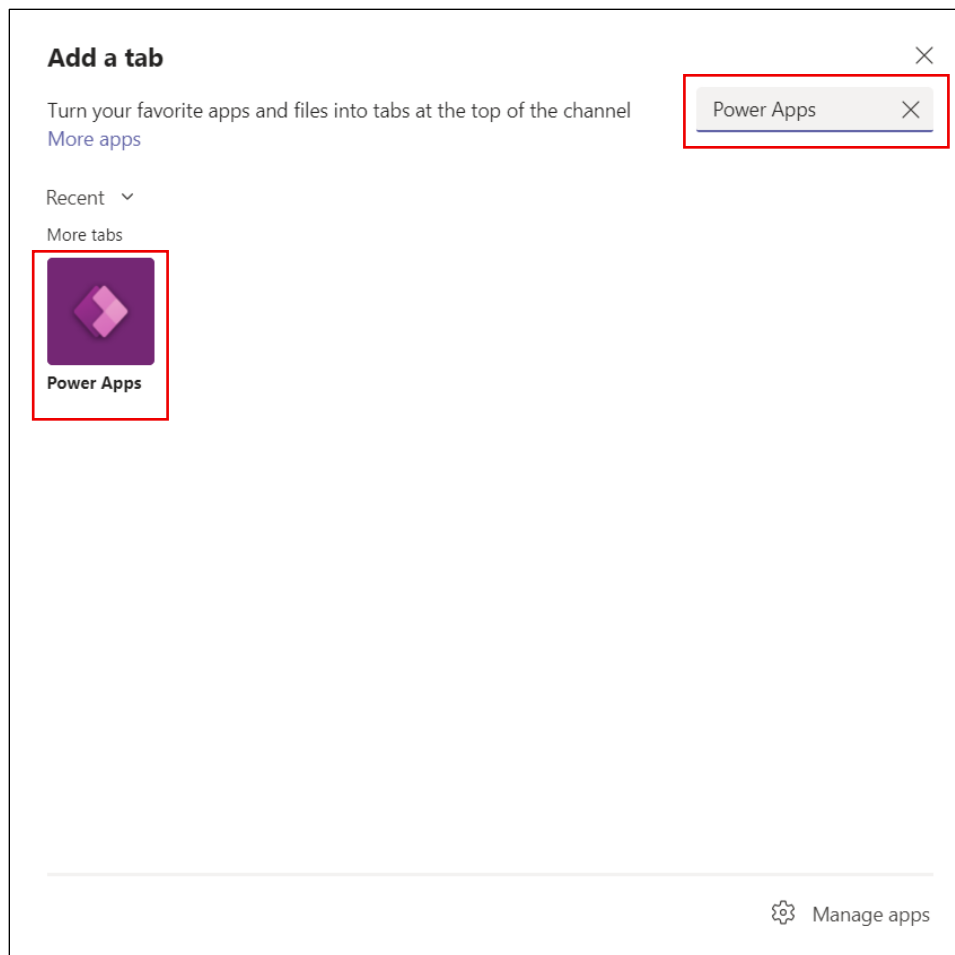 Add a tab
Turn your favorite apps and files into tabs at the top of the channel
More apps
Power Apps
Recent
More tabs
Power Apps
Manage apps